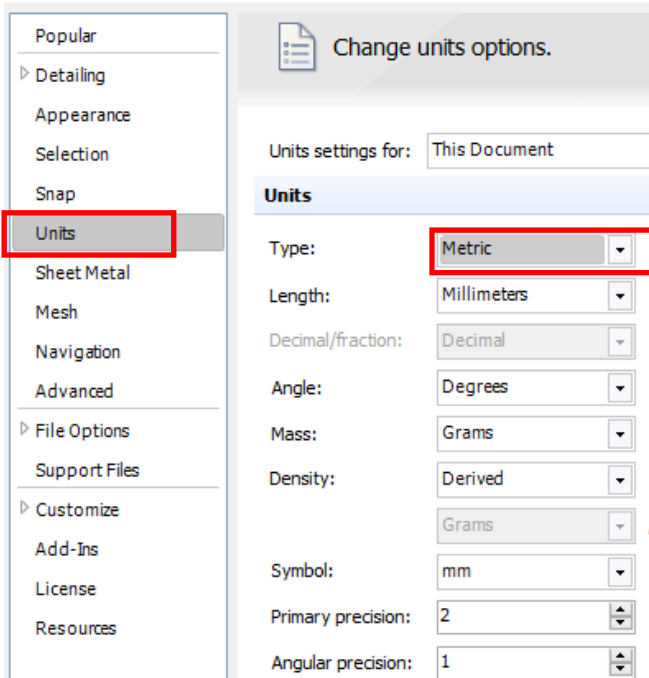 Popular
Detailing
Appearance
Selection
Snap
Units
Sheet Metal
Mesh
Navigation
Advanced
File Options
Support Files
Customize
Add-Ins
License
Resources
Change units options.
Units settings for: This Document
Units
Type: Metric
Length: Millimeters
Decimal/fraction: Decimal
Angle: Degrees
Mass: Grams
Density: Derived
Grams
Symbol: mm
Primary precision: 2
Angular precision: 1